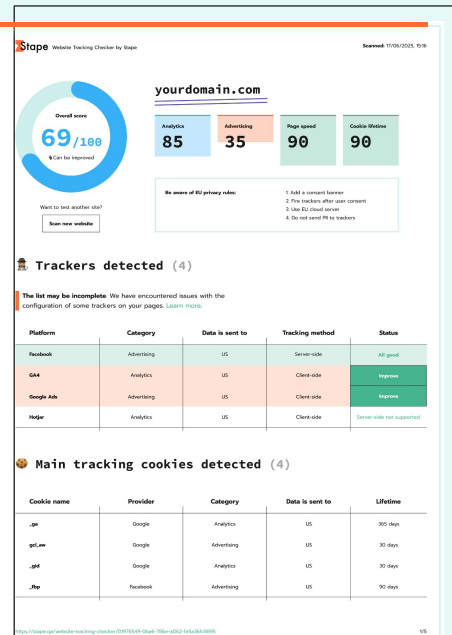 Stape Website Tracking Checker by Stape
Scanned: 17/06/2025, 15:16
Overall score
69/100
Can be improved
Want to test another site?
Scan new website
yourdomain.com
Analytics
85
Advertising
35
Page speed
90
Cookie lifetime
90
Be aware of EU privacy rules:
1. Add a consent banner
2. Fire trackers after user consent
3. Use EU cloud server
4. Do not send PII to trackers
Trackers detected (4)
The list may be incomplete. We have encountered issues with the
configuration of some trackers on your pages. Learn more.
Platform Category Data is sent to Tracking method Status
Facebook Advertising US Server-side All good
GA4 Analytics US Client-side Improve
Google Ads Advertising US Client-side Improve
Hotjar Analytics US Client-side Server-side not supported
Main tracking cookies detected (4)
Cookie name Provider Category Data is sent to Lifetime
_ga Google Analytics US 365 days
gcl_aw Google Advertising US 30 days
_gid Google Analytics US 30 days
_fbp Facebook Advertising US 90 days
1/5